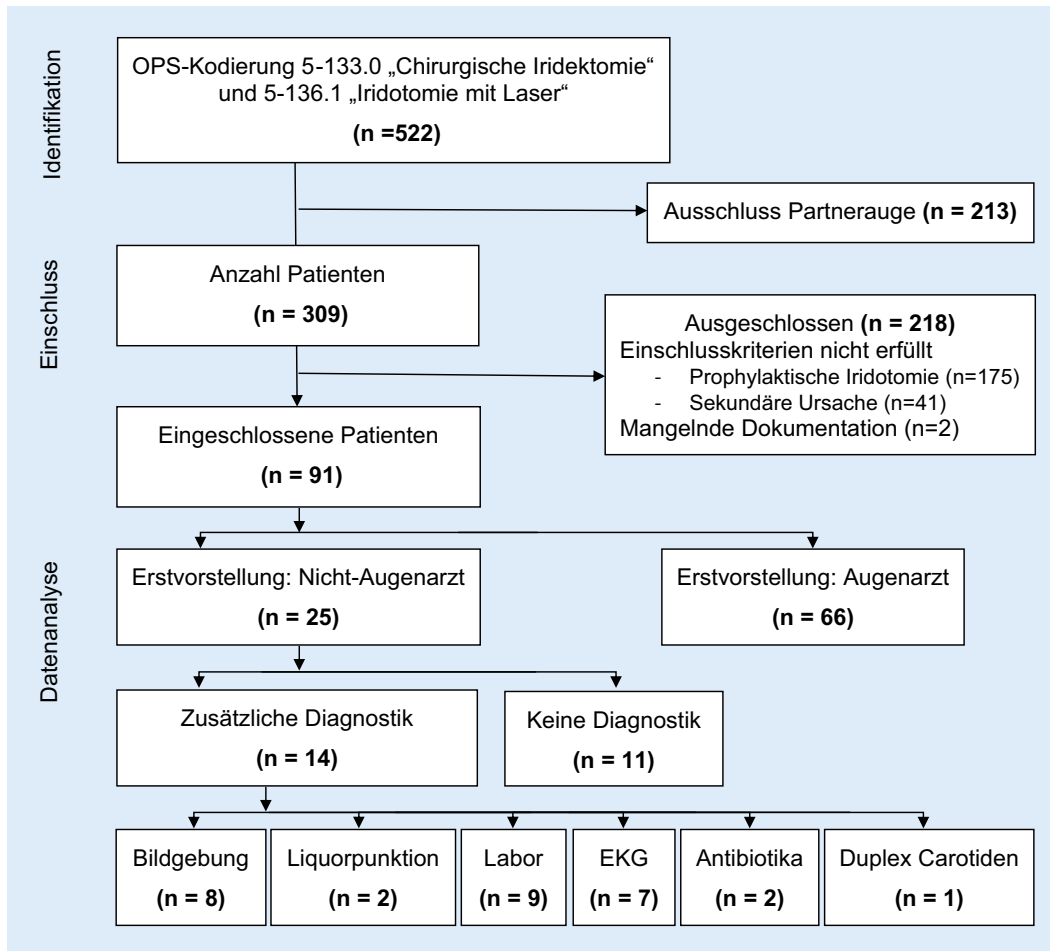 Identifikation
OPS-Kodierung 5-133.0 „Chirurgische Iridektomie“
und 5-136.1 „Iridotomie mit Laser“
(n =522)
Ausschluss Partnerauge (n = 213)
Einschluss
Anzahl Patienten
(n = 309)
Ausgeschlossen (n = 218)
Einschlusskriterien nicht erfüllt
- Prophylaktische Iridotomie (n=175)
- Sekundäre Ursache (n=41)
Mangelnde Dokumentation (n=2)
Eingeschlossene Patienten
(n = 91)
Datenanalyse
Erstvorstellung: Nicht-Augenarzt
(n = 25)
Erstvorstellung: Augenarzt
(n = 66)
Zusätzliche Diagnostik
(n = 14)
Keine Diagnostik
(n = 11)
Bildgebung
(n = 8)
Liquorpunktion
(n = 2)
Labor
(n = 9)
EKG
(n = 7)
Antibiotika
(n = 2)
Duplex Carotiden
(n = 1)